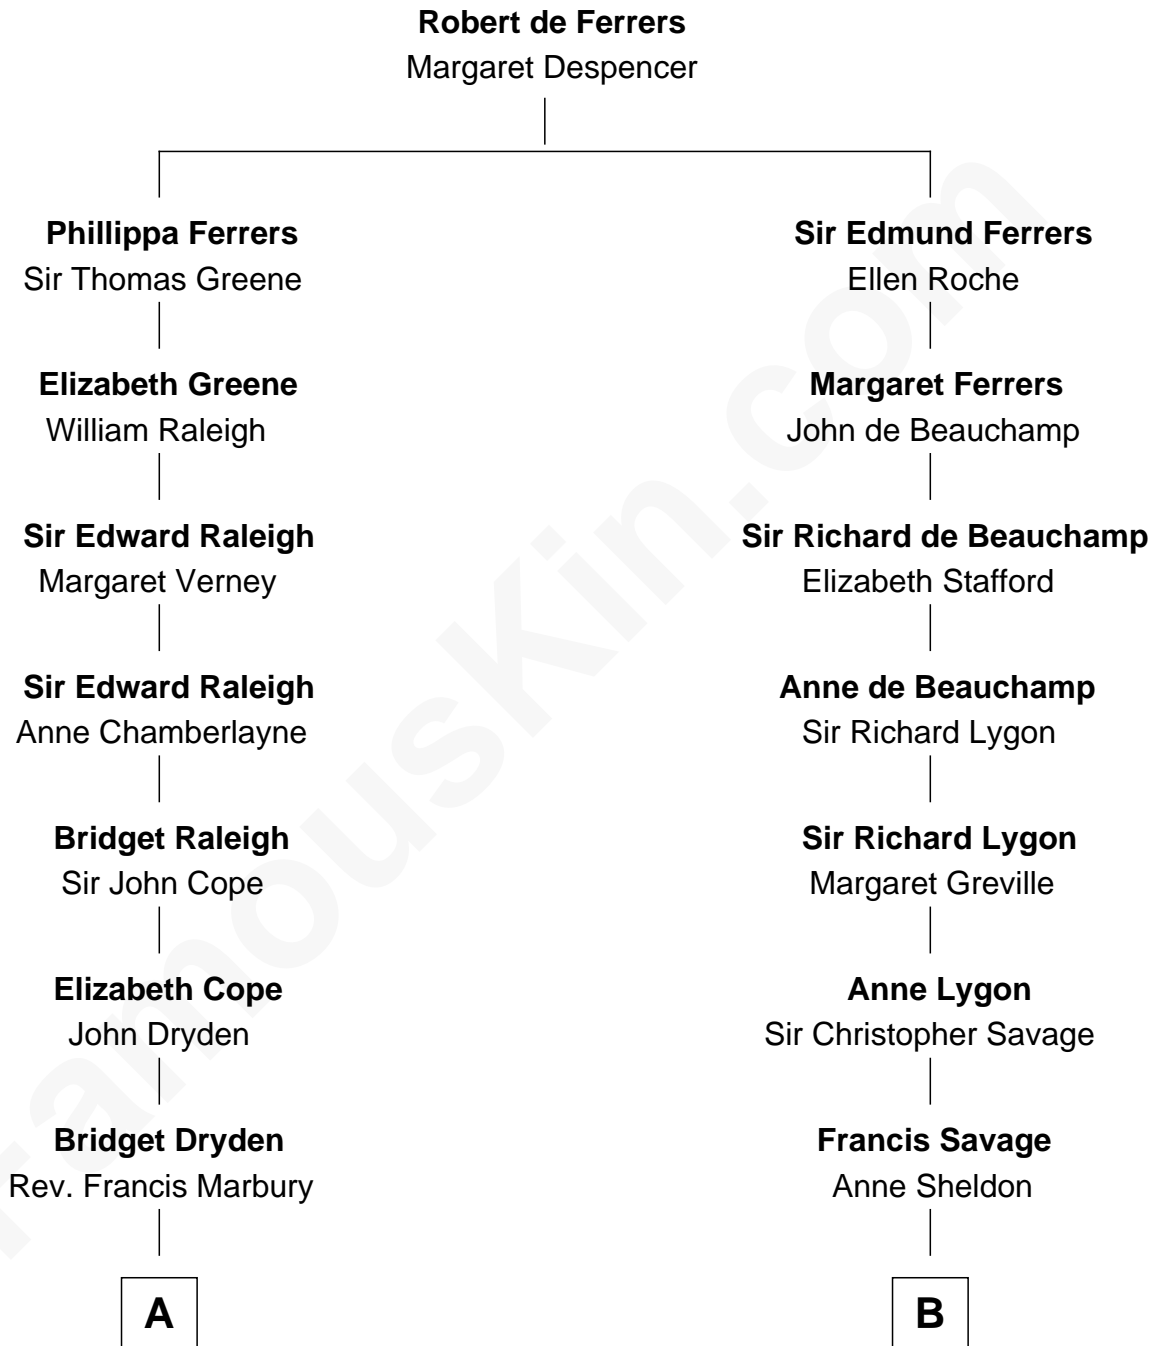 Robert de Ferrers
Margaret Despencer
Phillippa Ferrers
Sir Thomas Greene
Elizabeth Greene
William Raleigh
Sir Edward Raleigh
Margaret Verney
Sir Edward Raleigh
Anne Chamberlayne
Bridget Raleigh
Sir John Cope
Elizabeth Cope
John Dryden
Bridget Dryden
Rev. Francis Marbury
A
Sir Edmund Ferrers
Ellen Roche
Margaret Ferrers
John de Beauchamp
Sir Richard de Beauchamp
Elizabeth Stafford
Anne de Beauchamp
Sir Richard Lygon
Sir Richard Lygon
Margaret Greville
Anne Lygon
Sir Christopher Savage
Francis Savage
Anne Sheldon
B
FamousKin.com